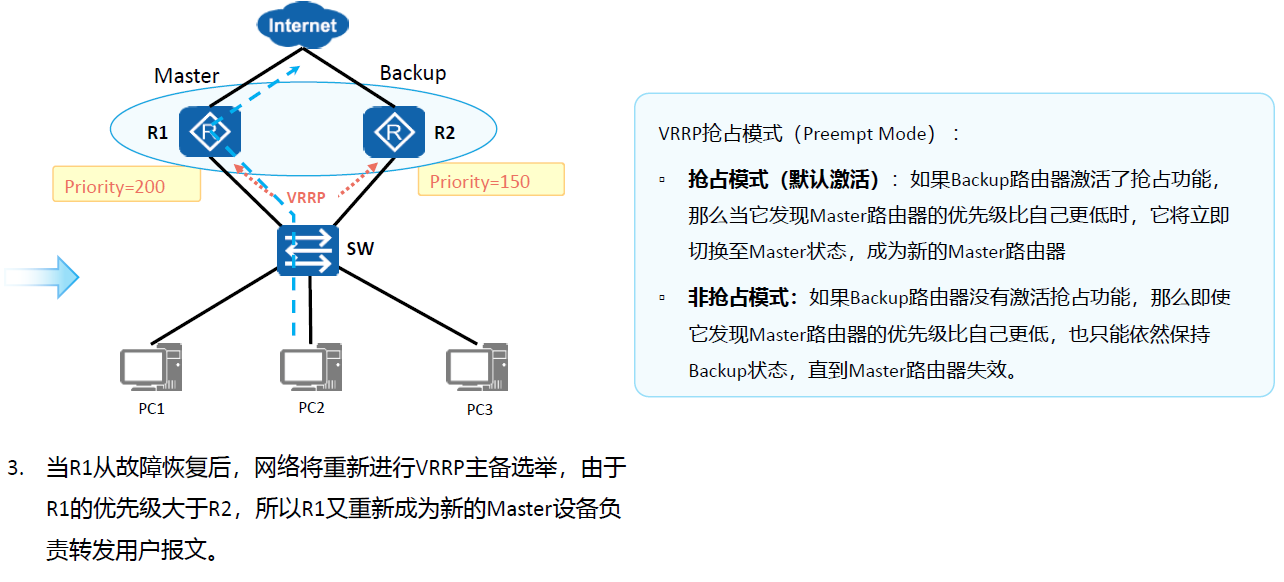 Internet
Master
Backup
R1
R
R
R2
Priority=200
VRRP
Priority=150
SW
PC1
PC2
PC3
VRRP抢占模式（Preempt Mode）：
▫ 抢占模式（默认激活）：如果Backup路由器激活了抢占功能，
那么当它发现Master路由器的优先级比自己更低时，它将立即
切换至Master状态，成为新的Master路由器
▫ 非抢占模式：如果Backup路由器没有激活抢占功能，那么即使
它发现Master路由器的优先级比自己更低，也只能依然保持
Backup状态，直到Master路由器失效。
3. 当R1从故障恢复后，网络将重新进行VRRP主备选举，由于
R1的优先级大于R2，所以R1又重新成为新的Master设备负
责转发用户报文。